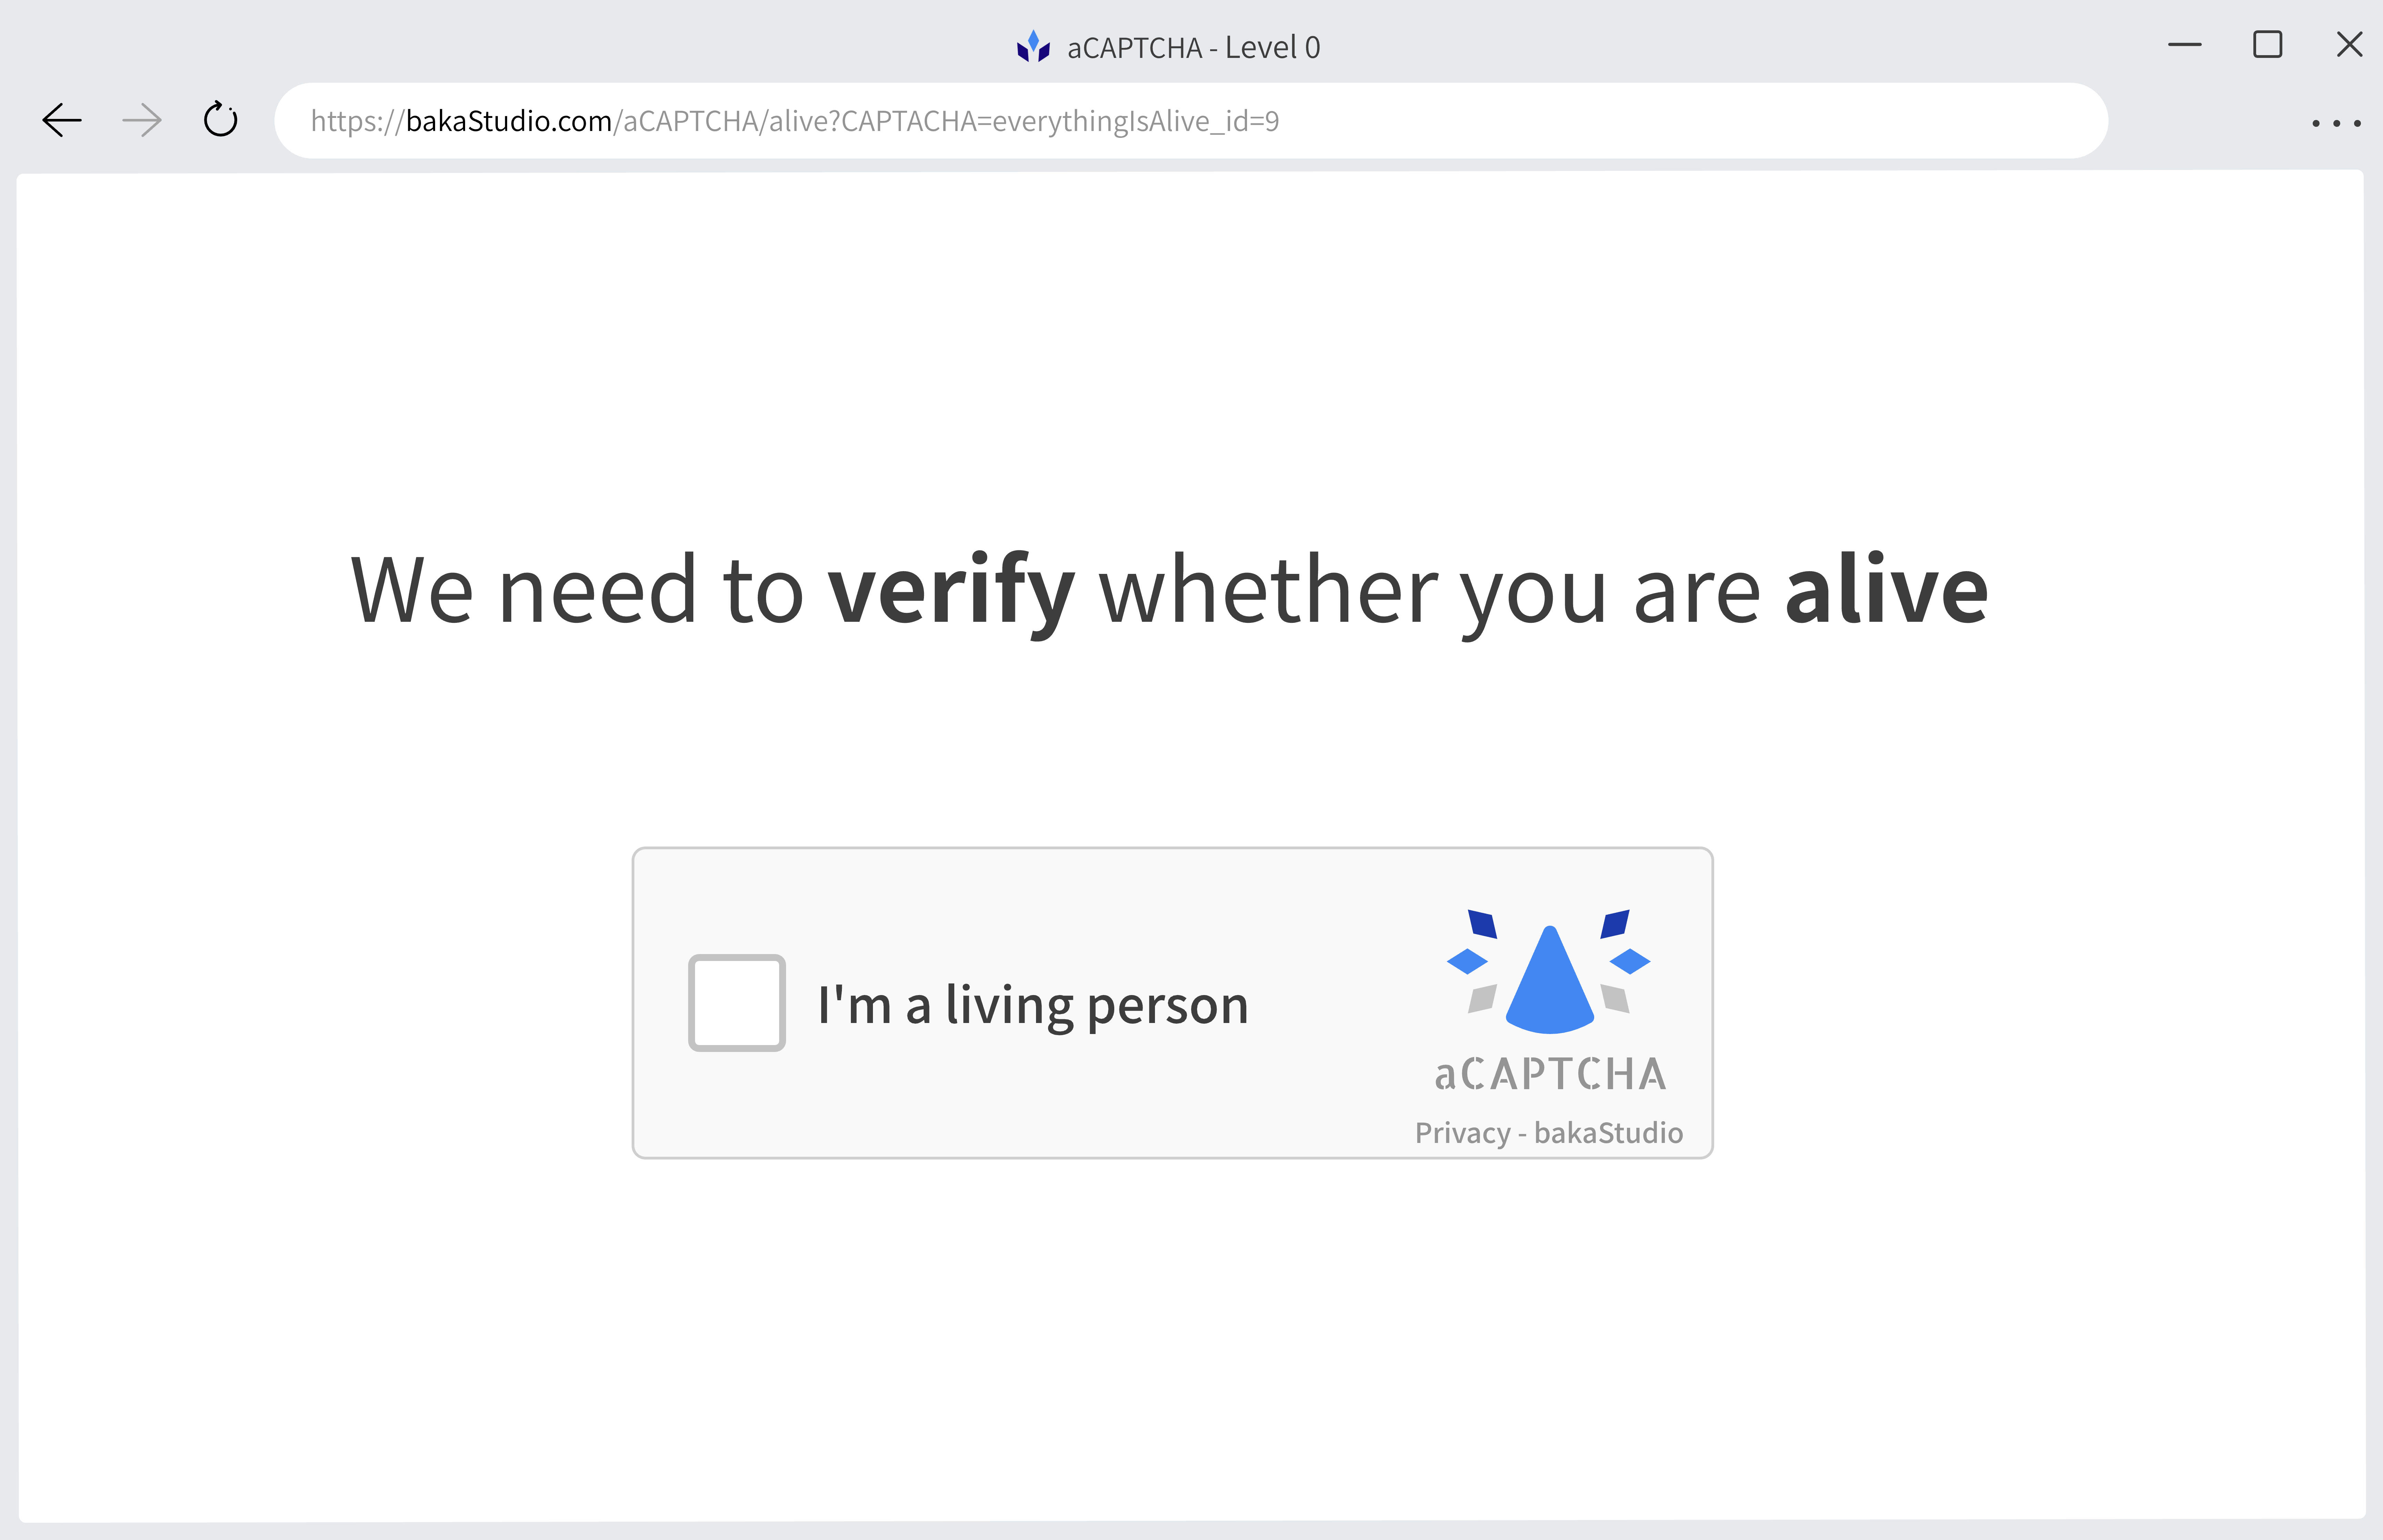 aCAPTCHA - Level 0
https://bakaStudio.com/aCAPTCHA/alive?CAPTACHA=everythingIsAlive_id=9
We need to verify whether you are alive
I'm a living person
aCAPTCHA
Privacy - bakaStudio